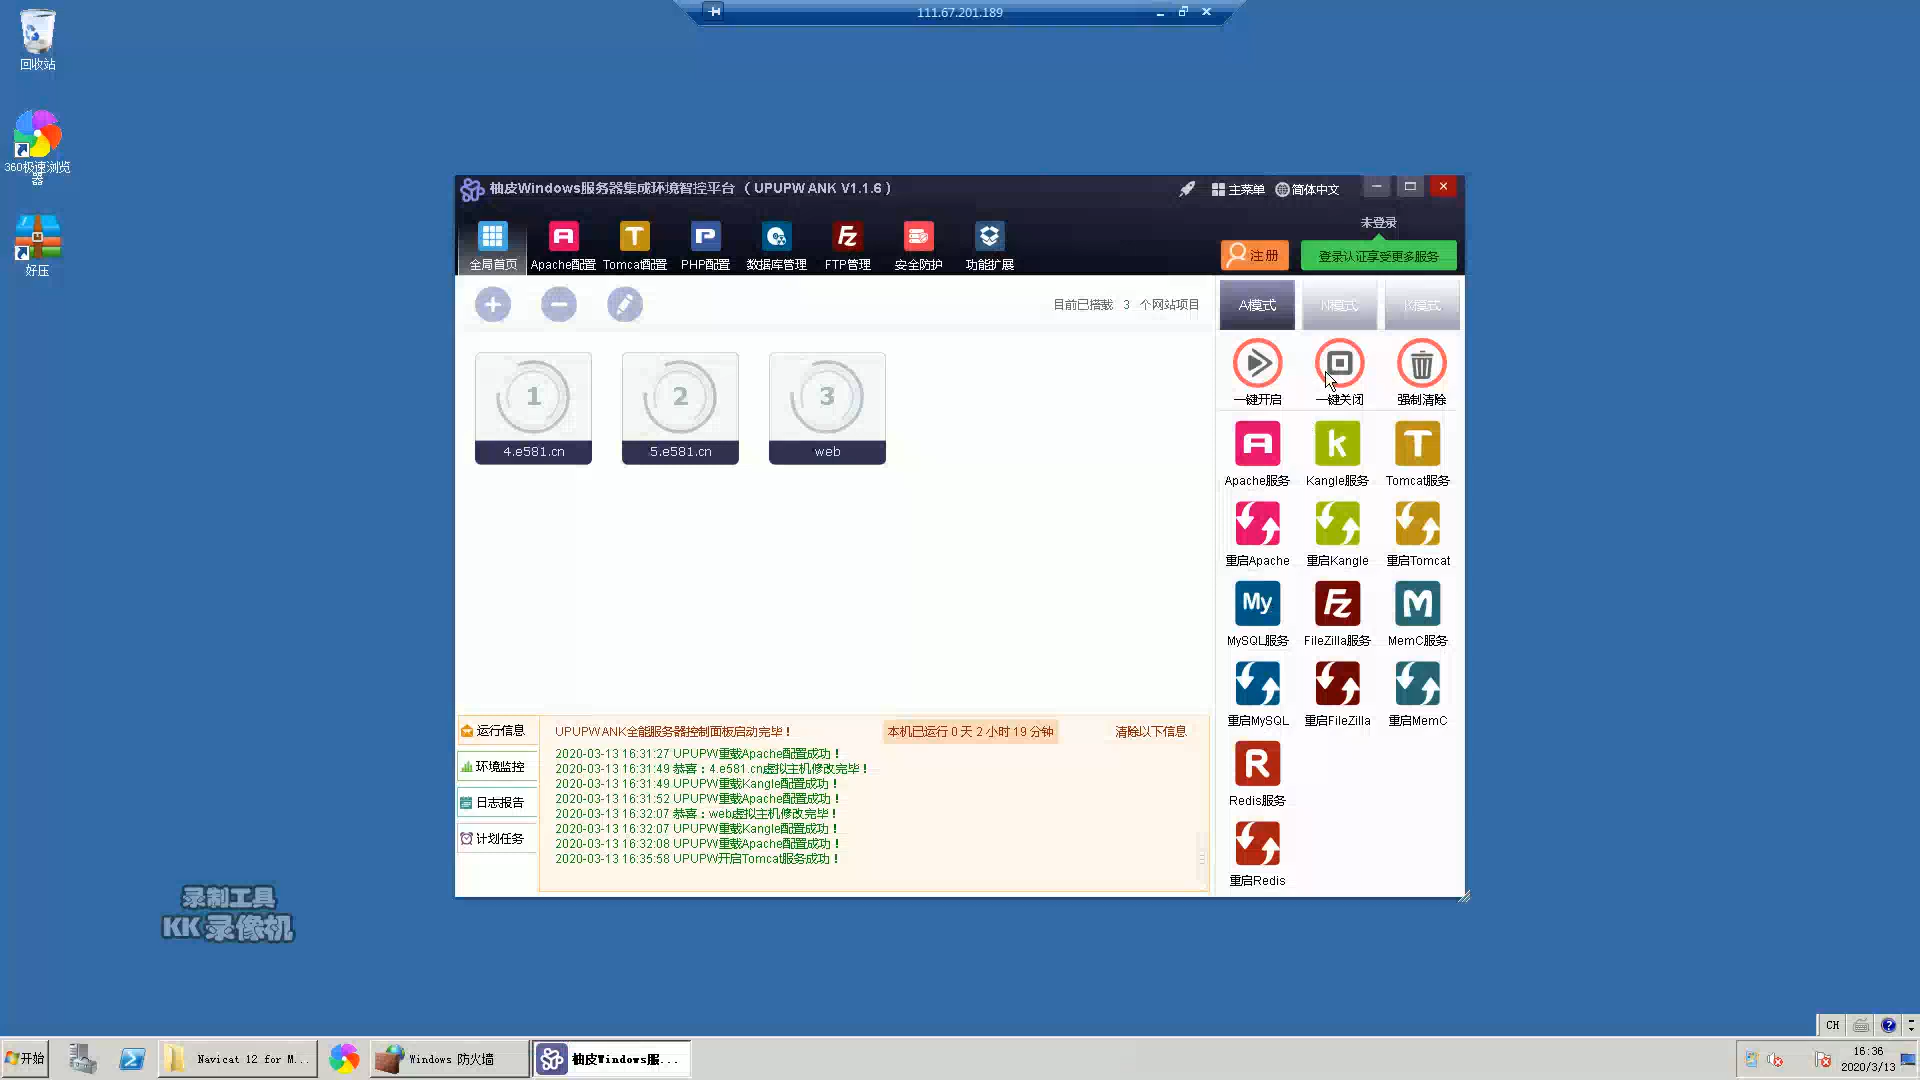 111.67.201.189
回收站
360极速浏览
器
好压
柚皮Windows服务器集成环境智控平台 （UPUPW ANK V1.1.6）
主菜单
简体中文
未登录
全局首页
Apache配置
Tomcat配置
PHP配置
数据库管理
FTP管理
安全防护
功能扩展
注册
登录认证享受更多服务
目前已搭载 3 个网站项目
A模式
N模式
K模式
1
4.e581.cn
2
5.e581.cn
3
web
一键开启
一键关闭
强制清除
Apache服务
Kangle服务
Tomcat服务
重启Apache
重启Kangle
重启Tomcat
My
MySQL服务
FileZilla服务
MemC服务
重启MySQL
重启FileZilla
重启MemC
Redis服务
重启Redis
运行信息
环境监控
日志报告
计划任务
UPUPW ANK全能服务器控制面板启动完毕！
本机已运行 0 天 2 小时 19 分钟
清除以下信息
2020-03-13 16:31:27 UPUPW重载Apache配置成功！
2020-03-13 16:31:49 恭喜：4.e581.cn虚拟主机修改完毕！
2020-03-13 16:31:49 UPUPW重载Kangle配置成功！
2020-03-13 16:31:52 UPUPW重载Apache配置成功！
2020-03-13 16:32:07 恭喜：web虚拟主机修改完毕！
2020-03-13 16:32:07 UPUPW重载Kangle配置成功！
2020-03-13 16:32:08 UPUPW重载Apache配置成功！
2020-03-13 16:35:58 UPUPW开启Tomcat服务成功！
录制工具
KK 录像机
CH
开始
Navicat 12 for M...
Windows 防火墙
柚皮Windows服...
16:36
2020/3/13